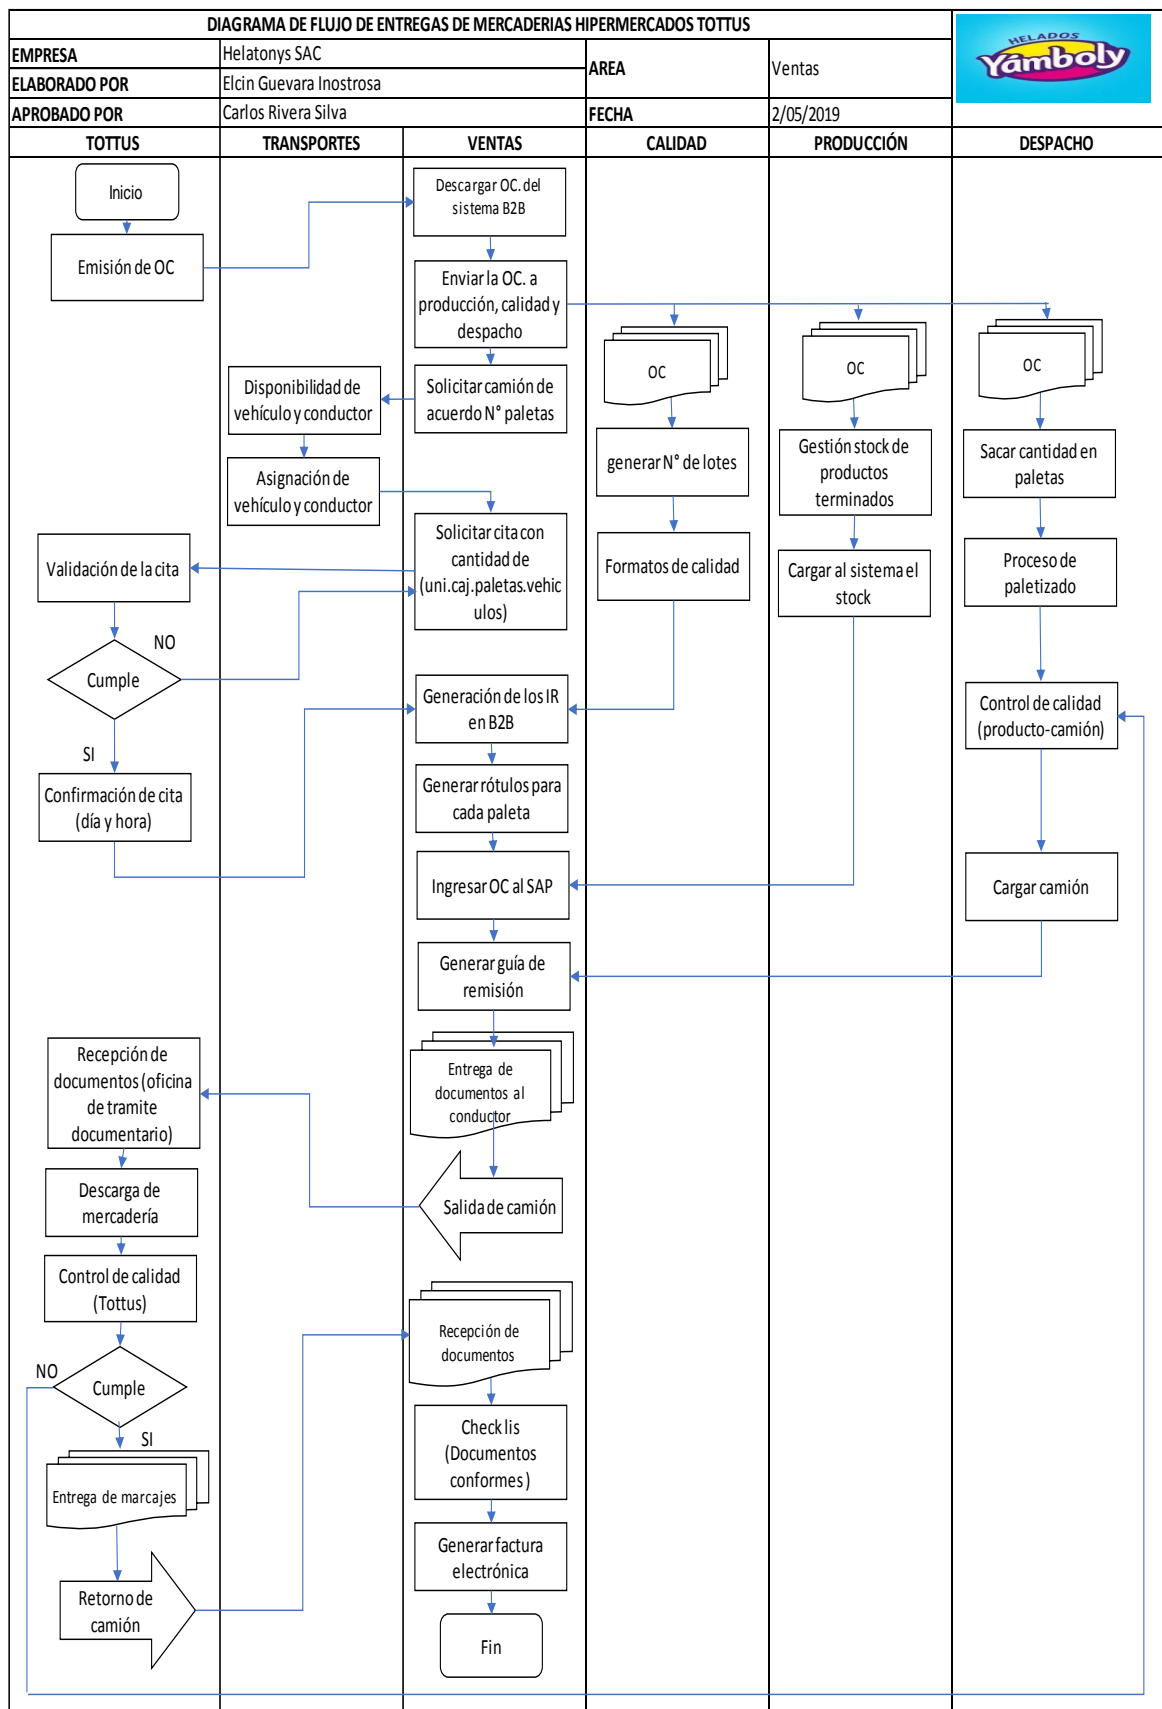 DIAGRAMA DE FLUJO DE ENTREGAS DE MERCADERIAS HIPERMERCADOS TOTTUS
HELADOS
Yámboly
EMPRESA
Helatonys SAC
AREA
Ventas
ELABORADO POR
Elcin Guevara Inostrosa
APROBADO POR
Carlos Rivera Silva
FECHA
2/05/2019
TOTTUS
TRANSPORTES
VENTAS
CALIDAD
PRODUCCIÓN
DESPACHO
Inicio
Descargar OC. del
sistema B2B
Emisión de OC
Enviar la OC. a
producción, calidad y
despacho
OC
OC
OC
Disponibilidad de
vehículo y conductor
Solicitar camión de
acuerdo N° paletas
generar N° de lotes
Gestión stock de
productos
terminados
Sacar cantidad en
paletas
Asignación de
vehículo y conductor
Solicitar cita con
cantidad de
(uni.caj.paletas.vehic
ulos)
Validación de la cita
Formatos de calidad
Cargar al sistema el
stock
Proceso de
paletizado
NO
Cumple
SI
Generación de los IR
en B2B
Control de calidad
(producto-camión)
Confirmación de cita
(día y hora)
Generar rótulos para
cada paleta
Ingresar OC al SAP
Cargar camión
Generar guía de
remisión
Recepción de
documentos (oficina
de tramite
documentario)
Entrega de
documentos al
conductor
Descarga de
mercadería
Salida de camión
Control de calidad
(Tottus)
Recepción de
documentos
NO
Cumple
SI
Check lis
(Documentos
conformes )
Entrega de marcajes
Generar factura
electrónica
Retorno de
camión
Fin